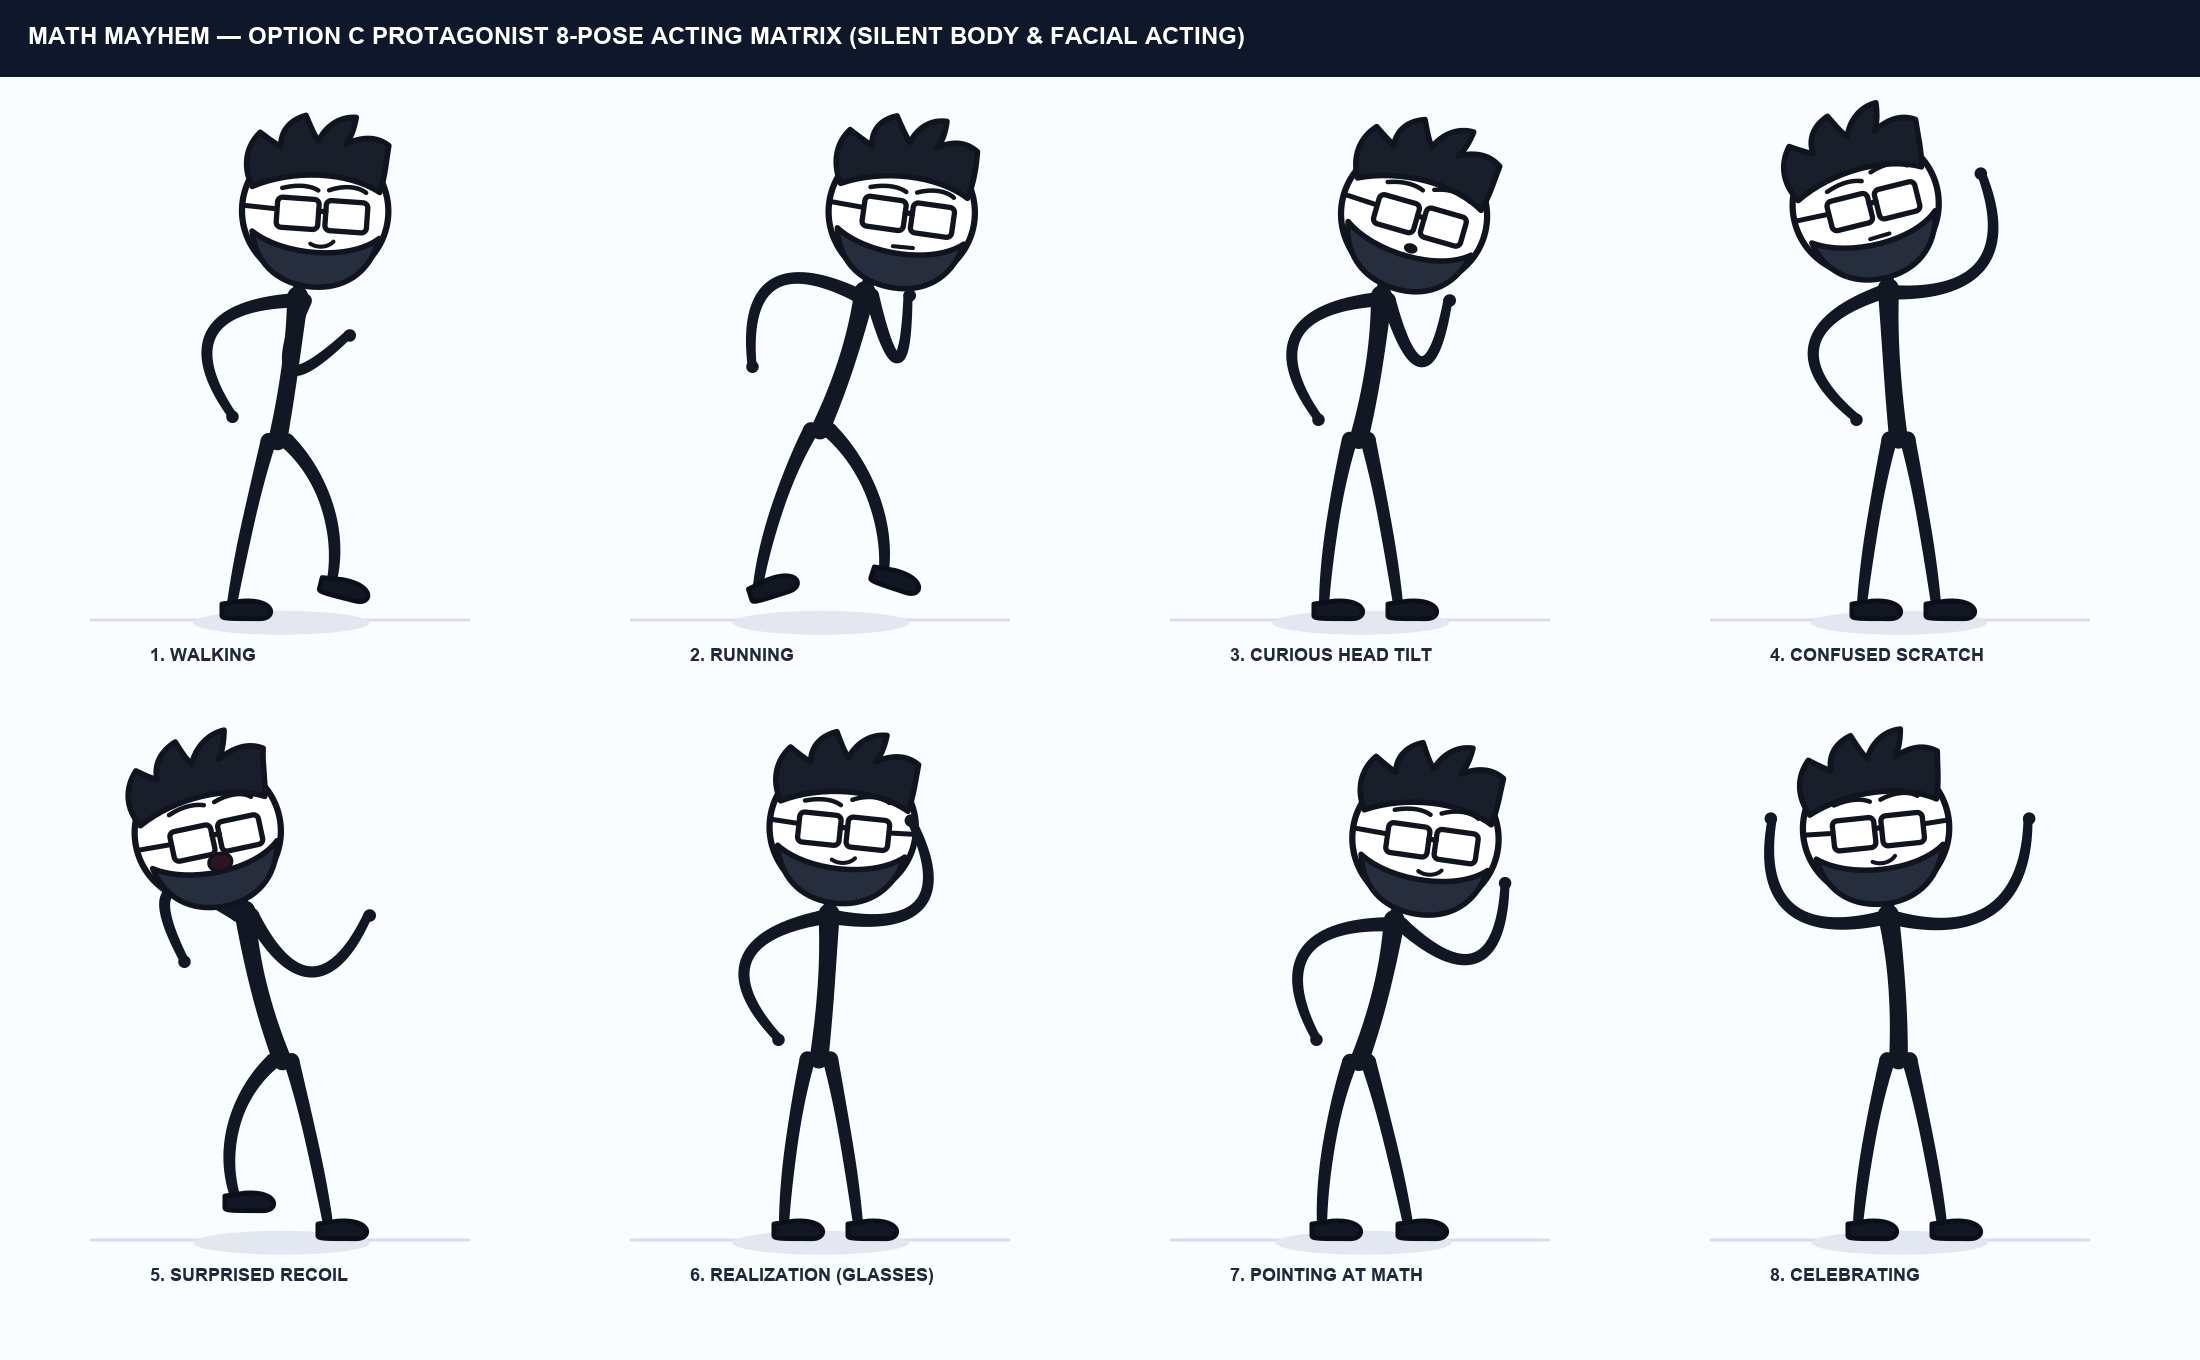 MATH MAYHEM — OPTION C PROTAGONIST 8-POSE ACTING MATRIX (SILENT BODY & FACIAL ACTING)
1. WALKING
2. RUNNING
3. CURIOUS HEAD TILT
4. CONFUSED SCRATCH
5. SURPRISED RECOIL
6. REALIZATION (GLASSES)
7. POINTING AT MATH
8. CELEBRATING